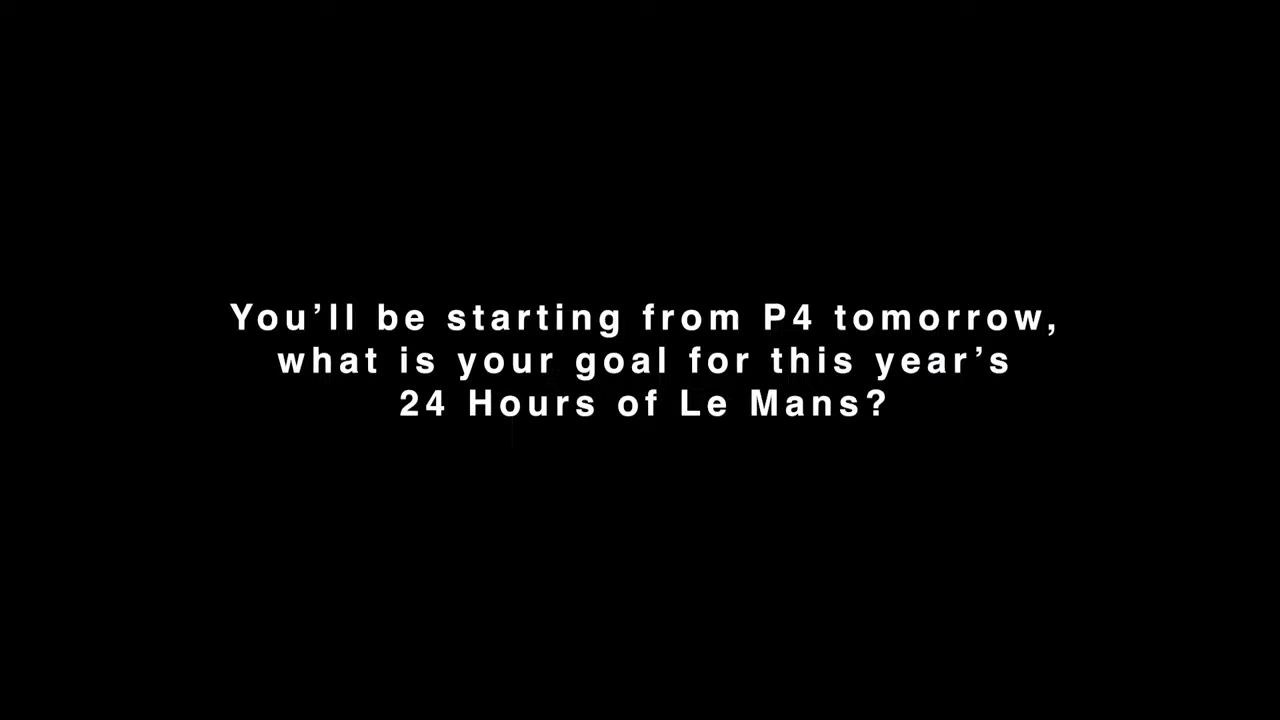 You’ll be starting from P4 tomorrow,
what is your goal for this year’s
24 Hours of Le Mans?